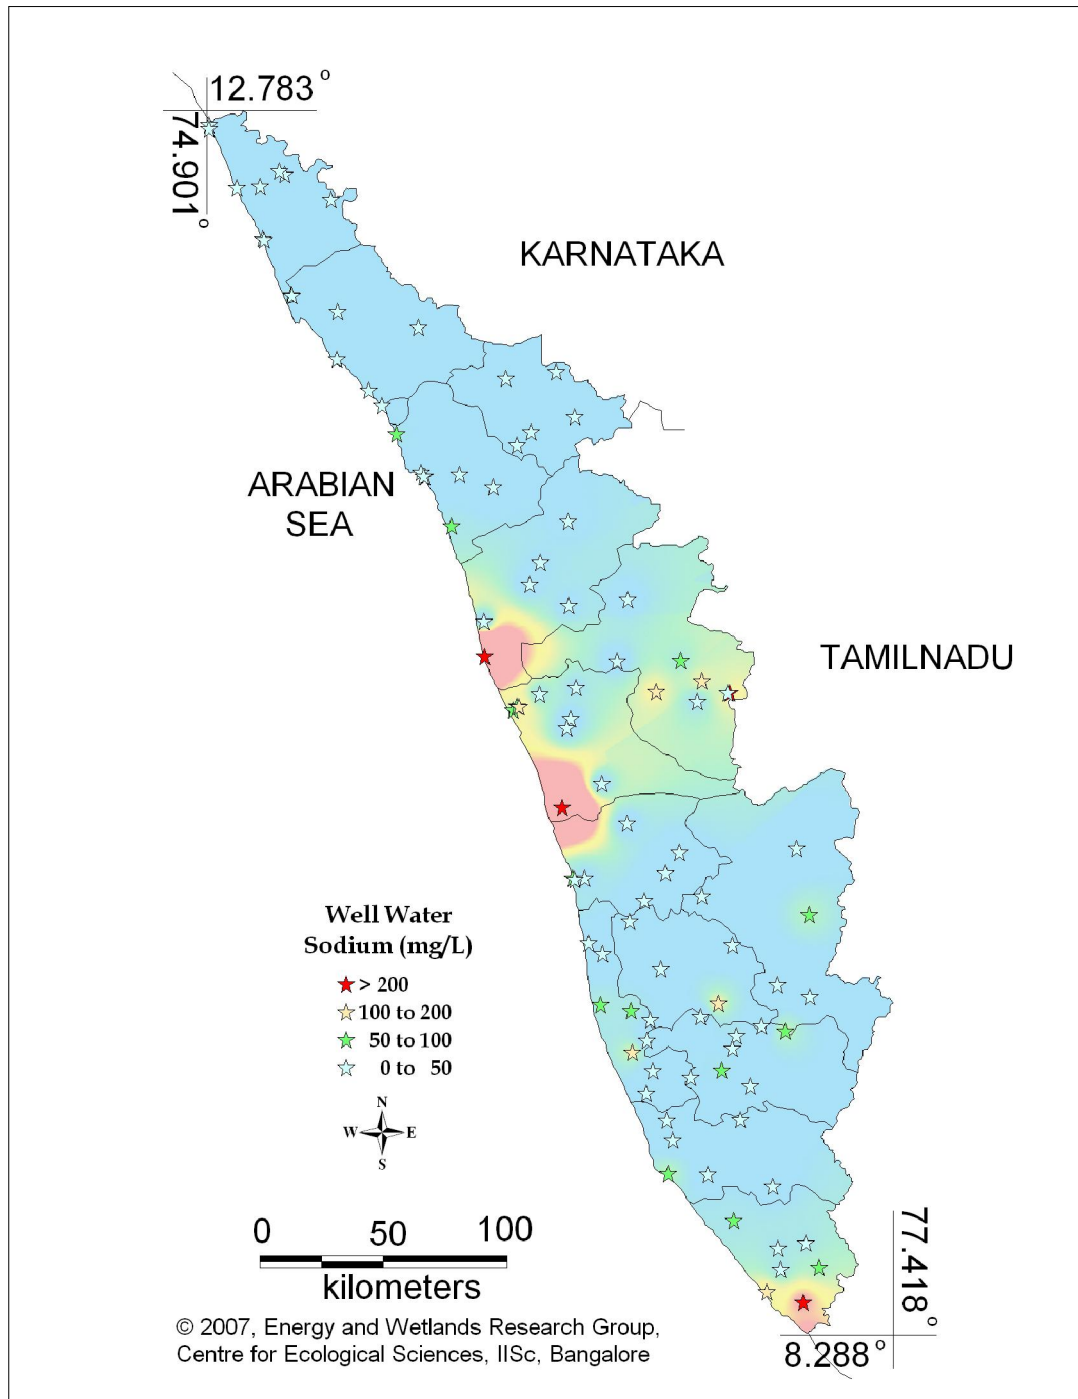 12.783 °
74.901 °
KARNATAKA
ARABIAN
SEA
TAMILNADU
Well Water
Sodium (mg/L)
> 200
100 to 200
50 to 100
0 to 50
N
W E
S
0 50 100
kilometers
77.418 °
8.288 °
© 2007, Energy and Wetlands Research Group,
Centre for Ecological Sciences, IISc, Bangalore